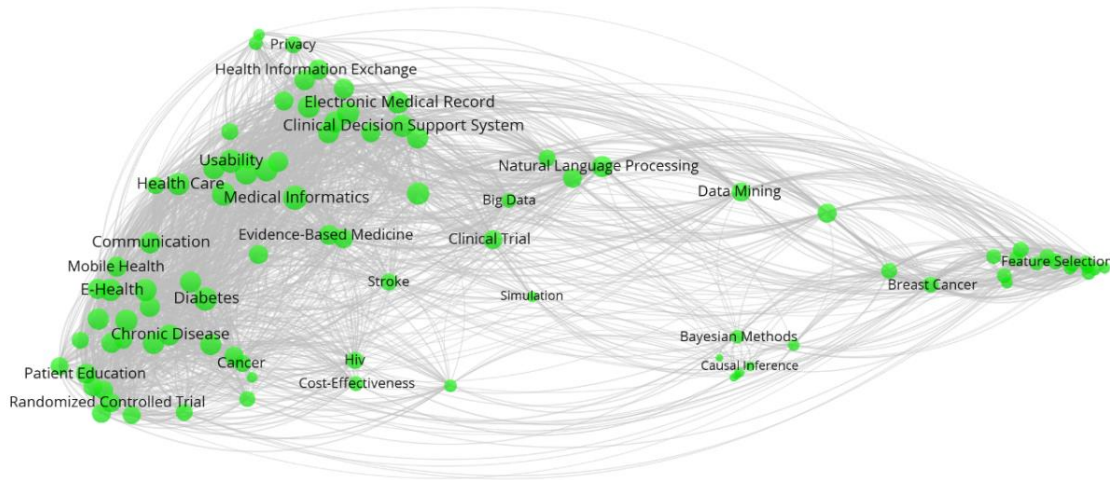 Privacy
Health Information Exchange
Electronic Medical Record
Clinical Decision Support System
Usability
Natural Language Processing
Health Care
Data Mining
Medical Informatics
Big Data
Evidence-Based Medicine
Clinical Trial
Communication
Feature Selection
Mobile Health
Stroke
Breast Cancer
E-Health
Diabetes
Simulation
Chronic Disease
Bayesian Methods
Hiv
Cancer
Causal Inference
Patient Education
Cost-Effectiveness
Randomized Controlled Trial